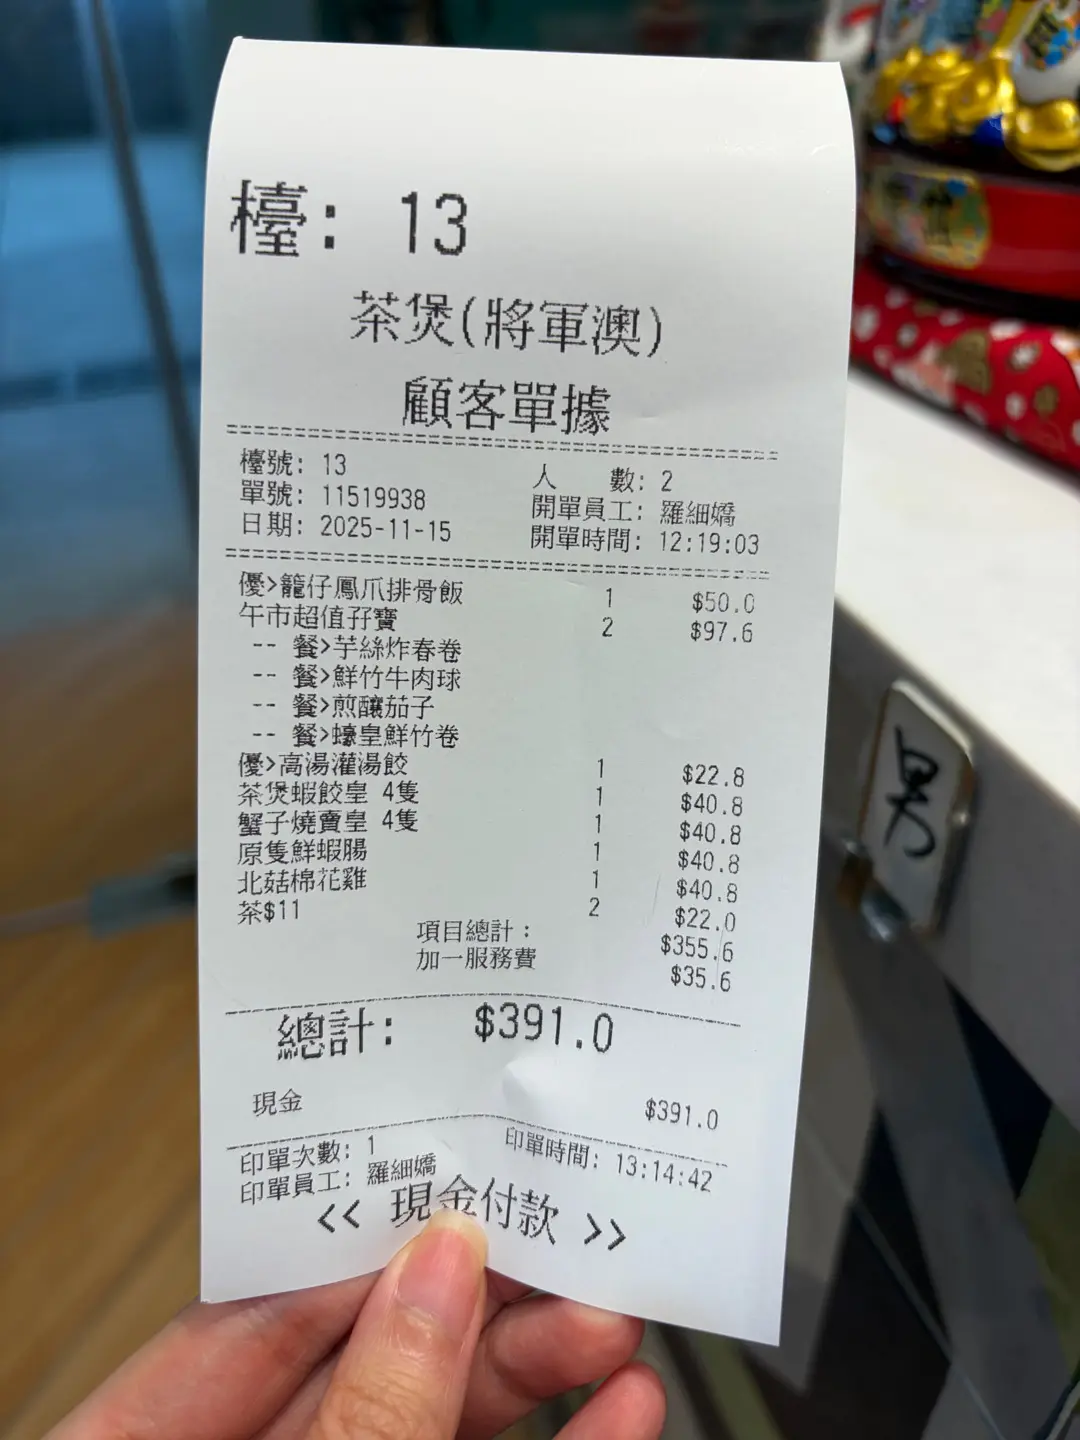 檯: 13
茶煲(將軍澳)
顧客單據
檯號: 13 人 數: 2
單號: 11519938 開單員工: 羅細嬌
日期: 2025-11-15 開單時間: 12:19:03
優>籠仔鳳爪排骨飯 1 $50.0
午市超值孖寶 2 $97.6
-- 餐>芋絲炸春卷
-- 餐>鮮竹牛肉球
-- 餐>煎釀茄子
-- 餐>蠔皇鮮竹卷
優>高湯灌湯餃 1 $22.8
茶煲蝦餃皇 4隻 1 $40.8
蟹子燒賣皇 4隻 1 $40.8
原隻鮮蝦腸 1 $40.8
北菇棉花雞 1 $40.8
茶$11 2 $22.0
項目總計: $355.6
加一服務費 $35.6
總計: $391.0
現金 $391.0
印單次數: 1 印單時間: 13:14:42
印單員工: 羅細嬌
<< 現金付款 >>
男